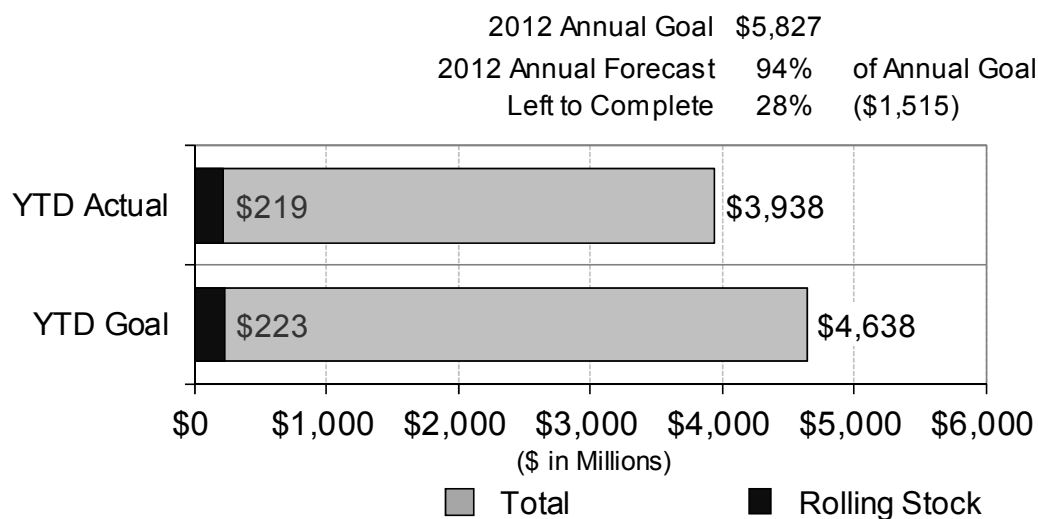 2012 Annual Goal $5,827
2012 Annual Forecast 94% of Annual Goal
Left to Complete 28% ($1,515)
YTD Actual $219 $3,938
YTD Goal $223 $4,638
$0 $1,000 $2,000 $3,000 $4,000 $5,000 $6,000
($ in Millions)
Total Rolling Stock